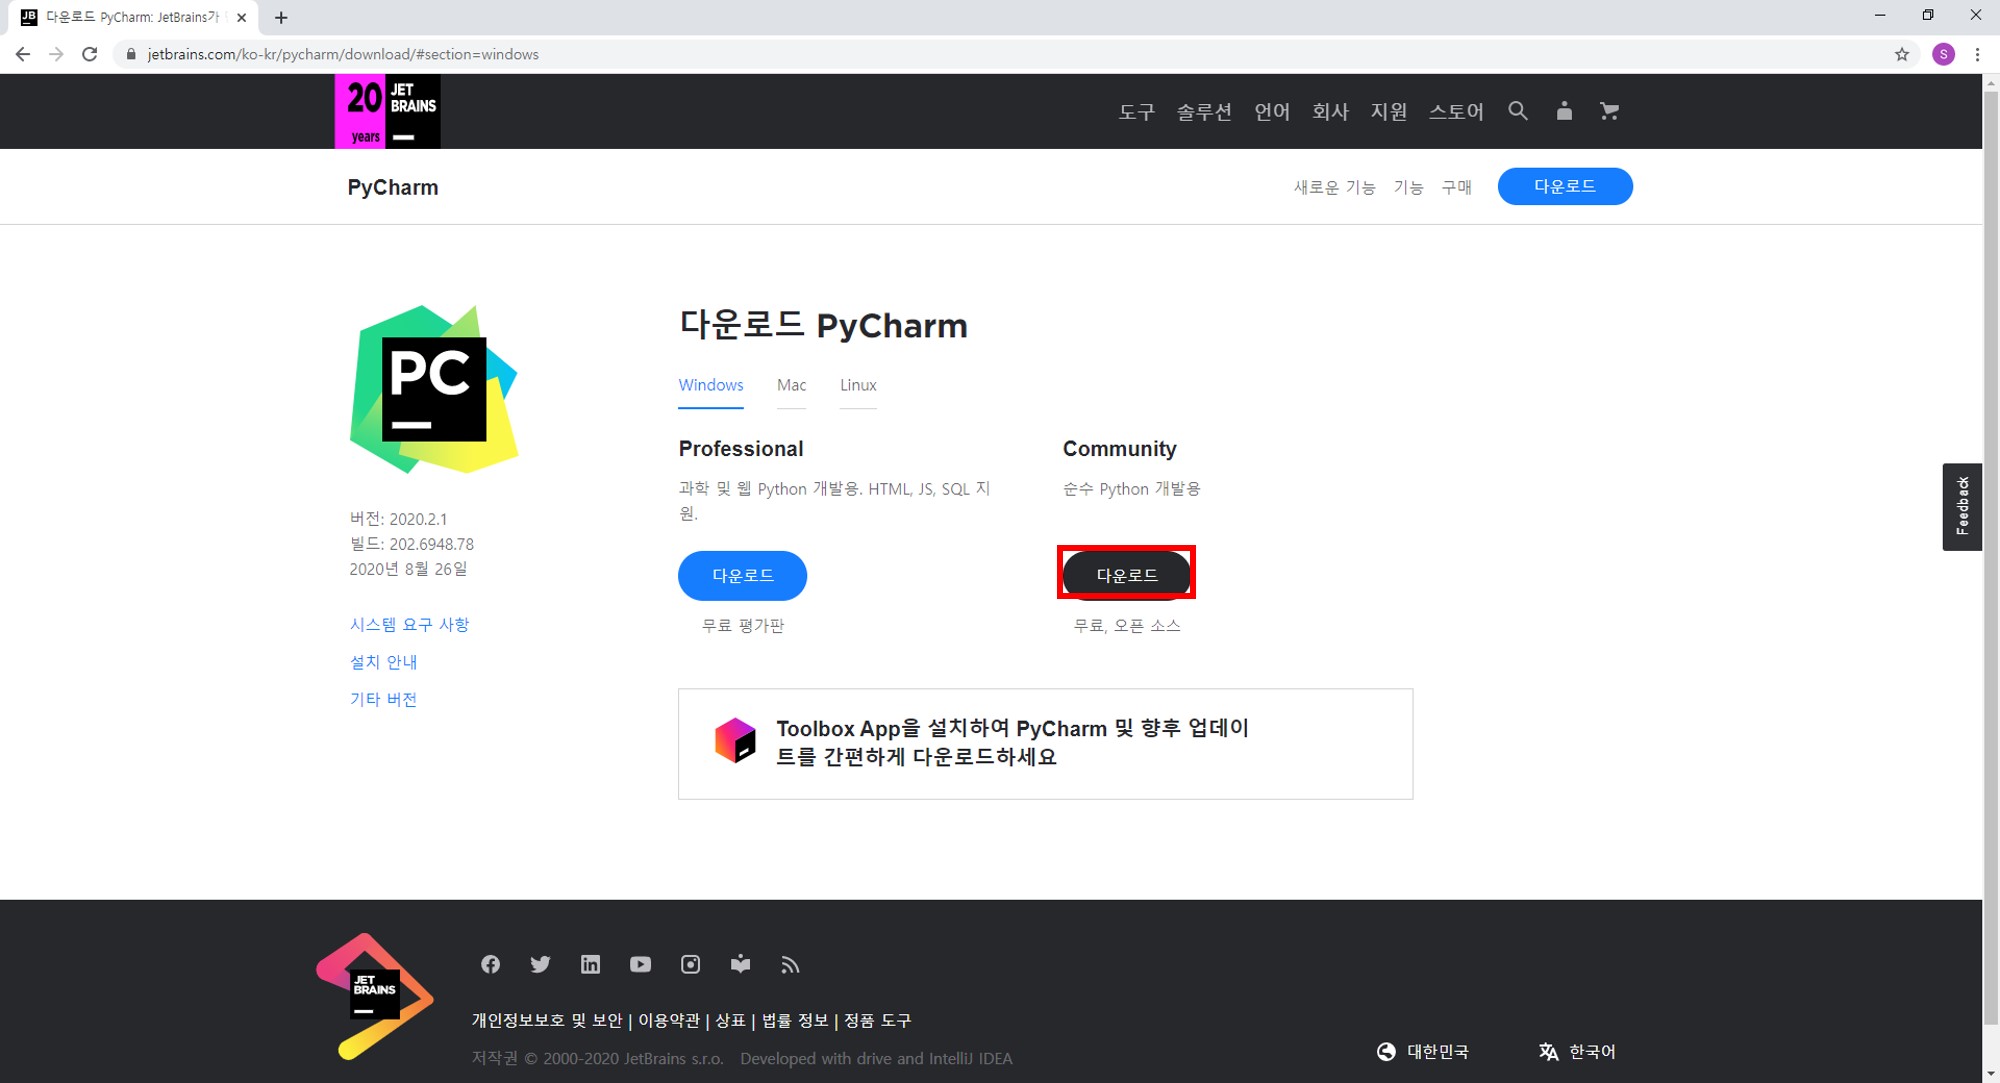 JB 다운로드 PyCharm: JetBrains가
jetbrains.com/ko-kr/pycharm/download/#section=windows
S
20
years
JET
BRAINS
도구 솔루션 언어 회사 지원 스토어
PyCharm
새로운 기능 기능 구매 다운로드
PC
다운로드 PyCharm
Windows Mac Linux
Professional
과학 및 웹 Python 개발용. HTML, JS, SQL 지
원.
다운로드
무료 평가판
Community
순수 Python 개발용
다운로드
무료, 오픈 소스
버전: 2020.2.1
빌드: 202.6948.78
2020년 8월 26일
시스템 요구 사항
설치 안내
기타 버전
Toolbox App을 설치하여 PyCharm 및 향후 업데이
트를 간편하게 다운로드하세요
Feedback
JET
BRAINS
개인정보보호 및 보안 | 이용약관 | 상표 | 법률 정보 | 정품 도구
저작권 © 2000-2020 JetBrains s.r.o. Developed with drive and IntelliJ IDEA
대한민국 한국어